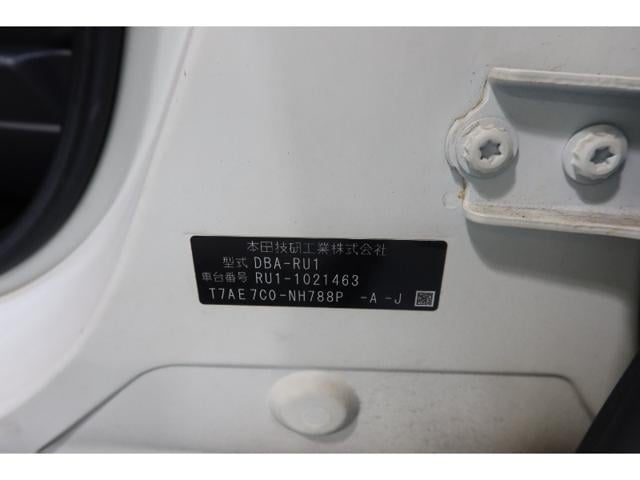 本田技研工業株式会社
型式 DBA-RU1
車台番号 RU1-1021463
T7AE7C0-NH788P -A -J